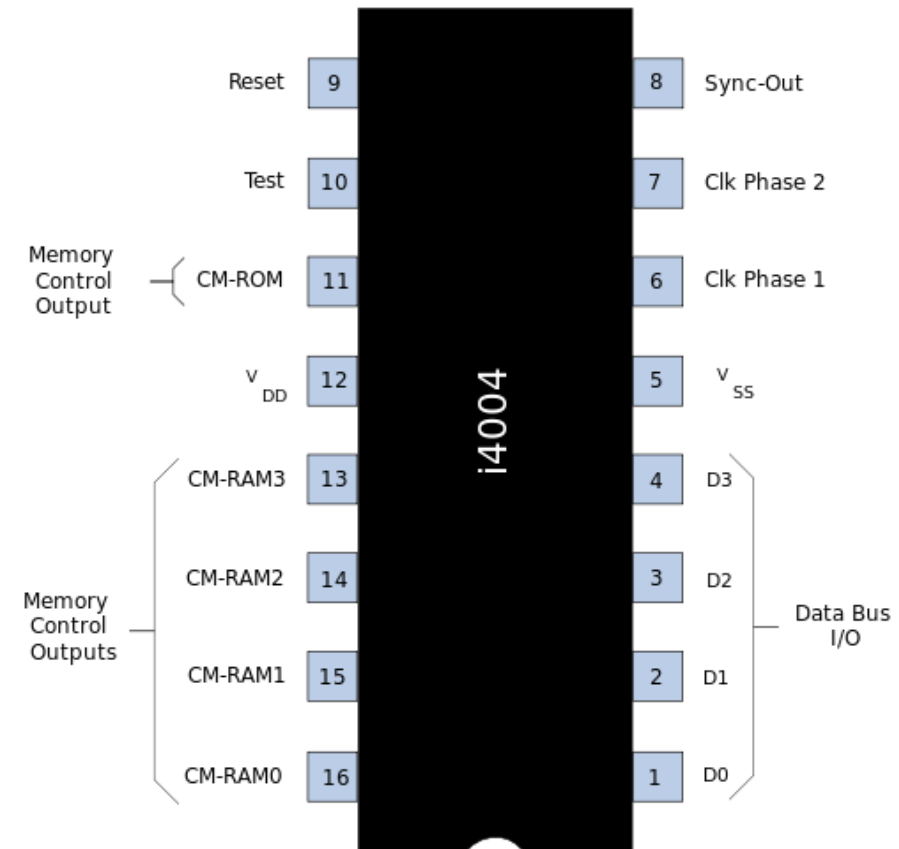 Reset 9 8 Sync-Out
Test 10 7 Clk Phase 2
Memory
Control
Output
CM-ROM 11 6 Clk Phase 1
V DD 12 5 V SS
i4004
CM-RAM3 13 4 D3
CM-RAM2 14 3 D2
Memory
Control
Outputs
Data Bus
I/O
CM-RAM1 15 2 D1
CM-RAM0 16 1 D0